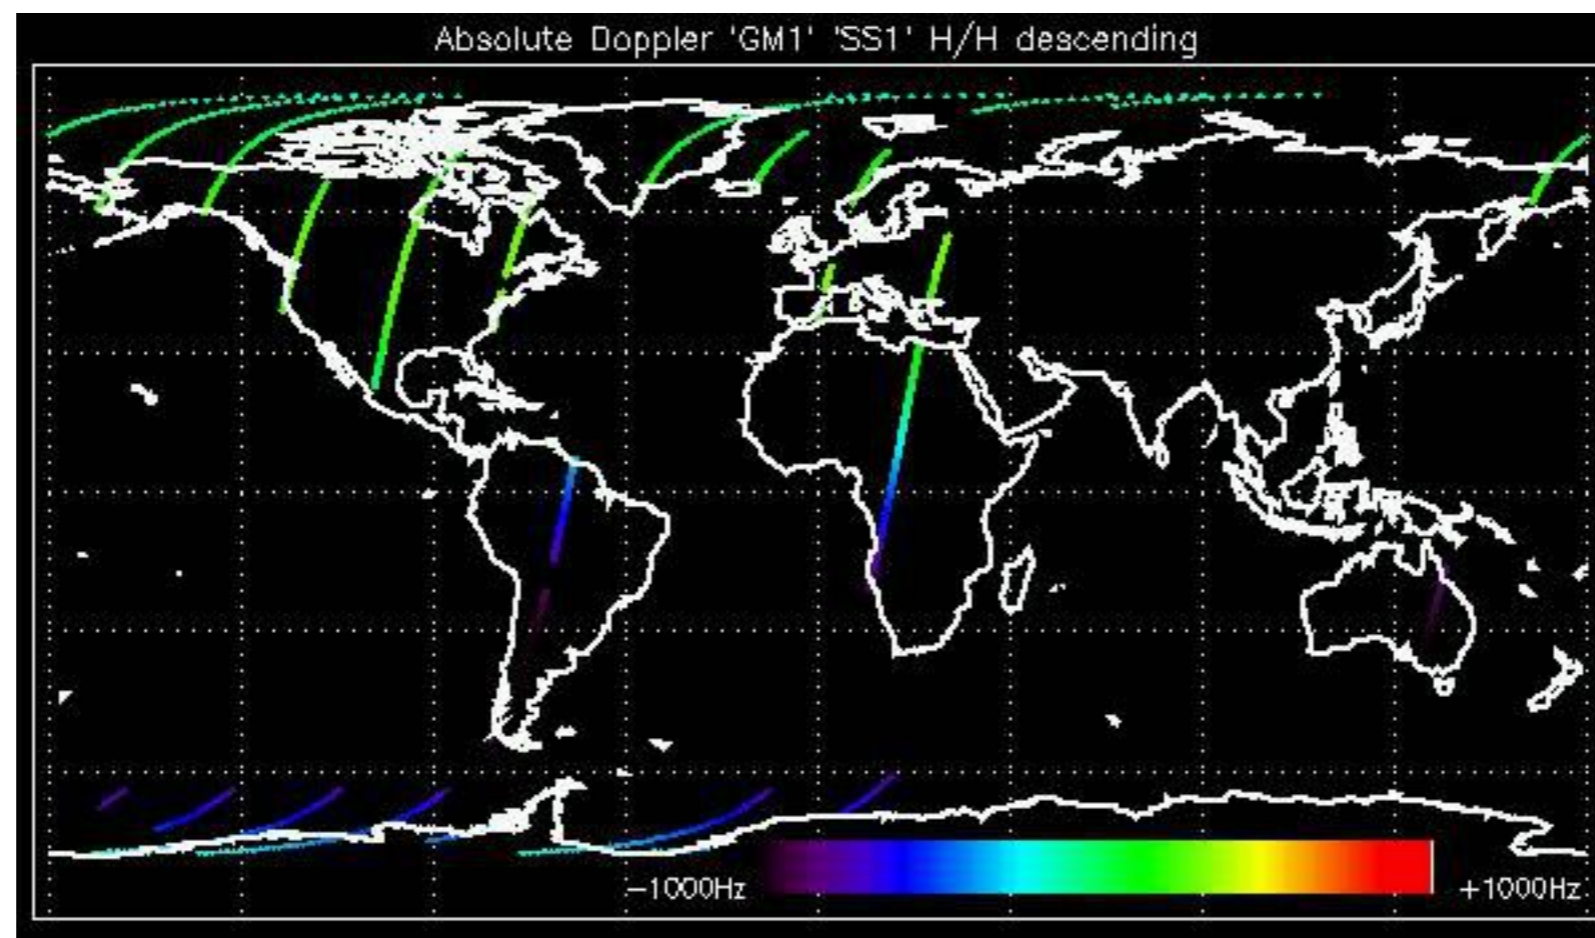 Absolute Doppler 'GM1' 'SS1' H/H descending
-1000Hz
+1000Hz